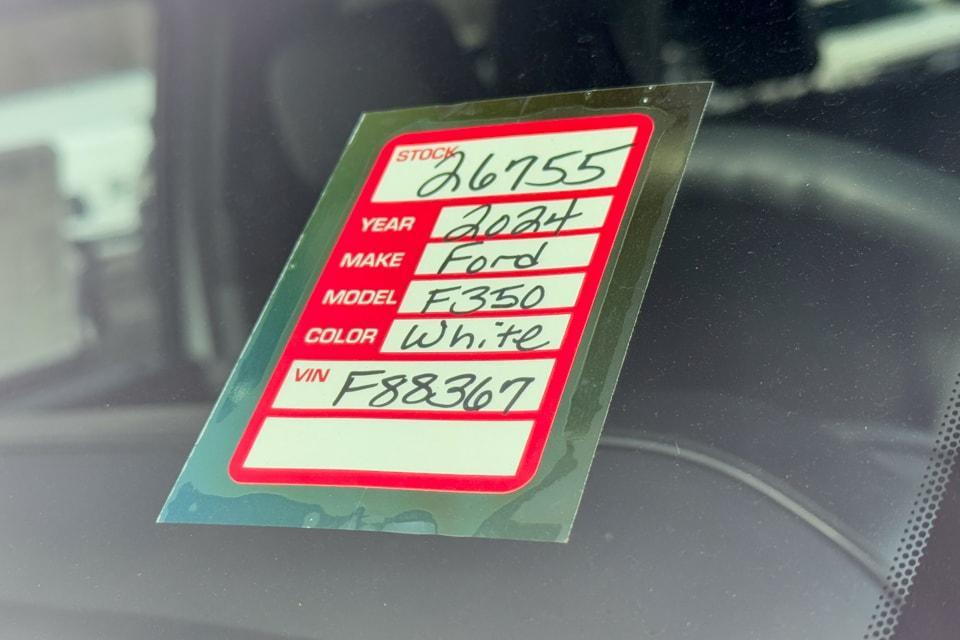 STOCK 26755
YEAR 2024
MAKE Ford
MODEL F350
COLOR White
VIN F88367